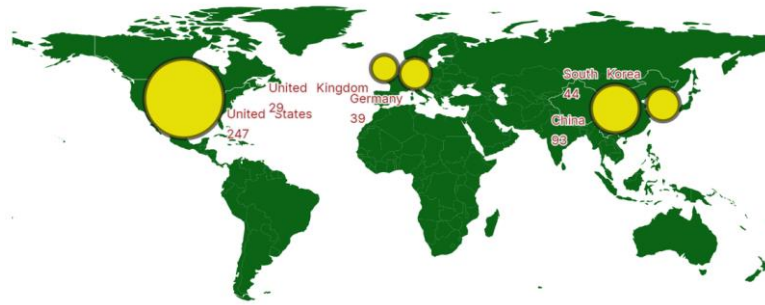 United Kingdom
29
United States
247
Germany
39
South Korea
44
China
93